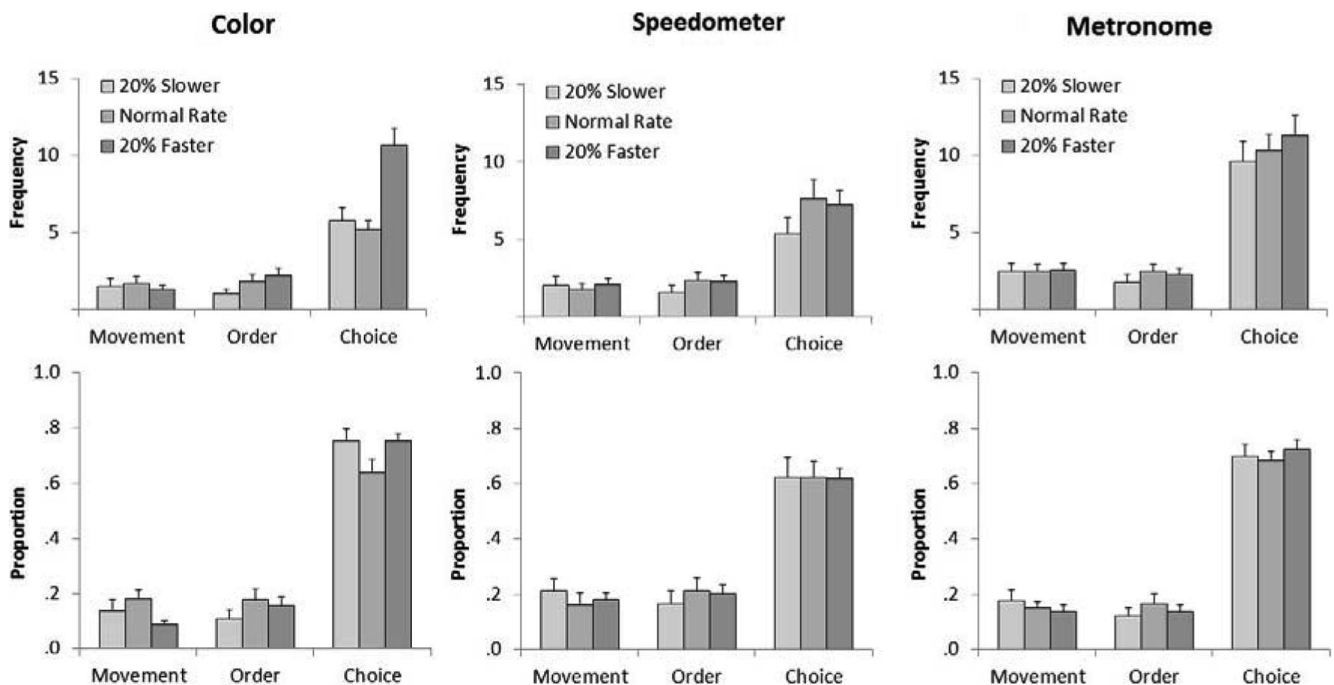 Color
Speedometer
Metronome
Frequency
15
10
5
20% Slower
Normal Rate
20% Faster
Movement Order Choice
Frequency
15
10
5
20% Slower
Normal Rate
20% Faster
Movement Order Choice
Frequency
15
10
5
20% Slower
Normal Rate
20% Faster
Movement Order Choice
Proportion
1.0
.8
.6
.4
.2
.0
Movement Order Choice
Proportion
1.0
.8
.6
.4
.2
.0
Movement Order Choice
Proportion
1.0
.8
.6
.4
.2
.0
Movement Order Choice